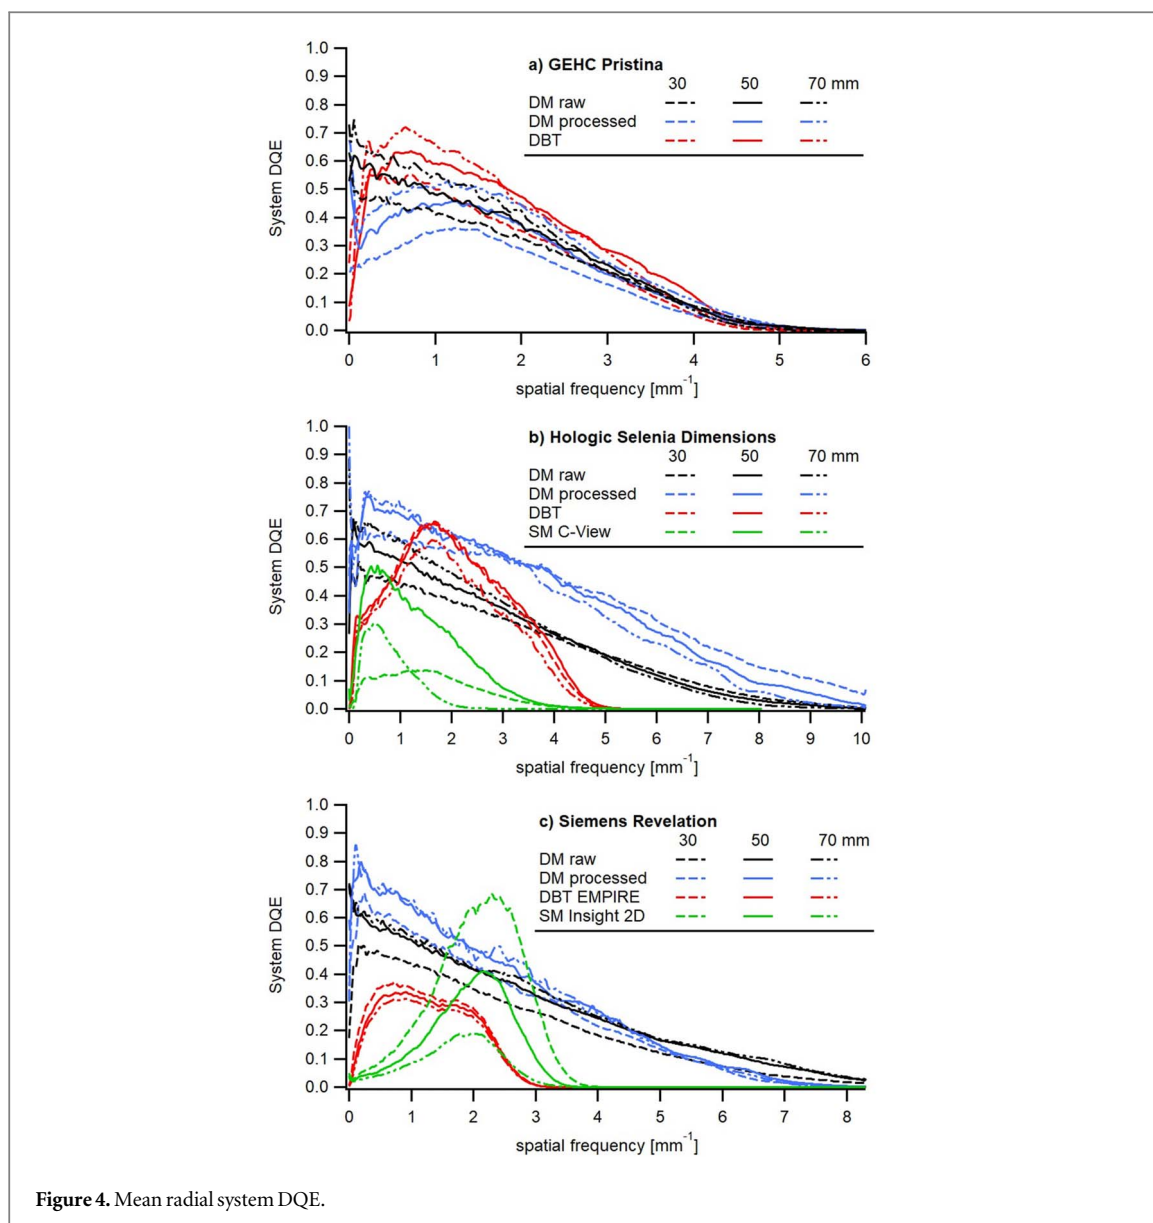 a) GEHC Pristina
30 50 70 mm
DM raw
DM processed
DBT
System DQE
1.0
0.9
0.8
0.7
0.6
0.5
0.4
0.3
0.2
0.1
0.0
0 1 2 3 4 5 6
spatial frequency [mm⁻¹]
b) Hologic Selenia Dimensions
30 50 70 mm
DM raw
DM processed
DBT
SM C-View
System DQE
1.0
0.9
0.8
0.7
0.6
0.5
0.4
0.3
0.2
0.1
0.0
0 1 2 3 4 5 6 7 8 9 10
spatial frequency [mm⁻¹]
c) Siemens Revelation
30 50 70 mm
DM raw
DM processed
DBT EMPIRE
SM Insight 2D
System DQE
1.0
0.9
0.8
0.7
0.6
0.5
0.4
0.3
0.2
0.1
0.0
0 1 2 3 4 5 6 7 8
spatial frequency [mm⁻¹]
Figure 4. Mean radial system DQE.